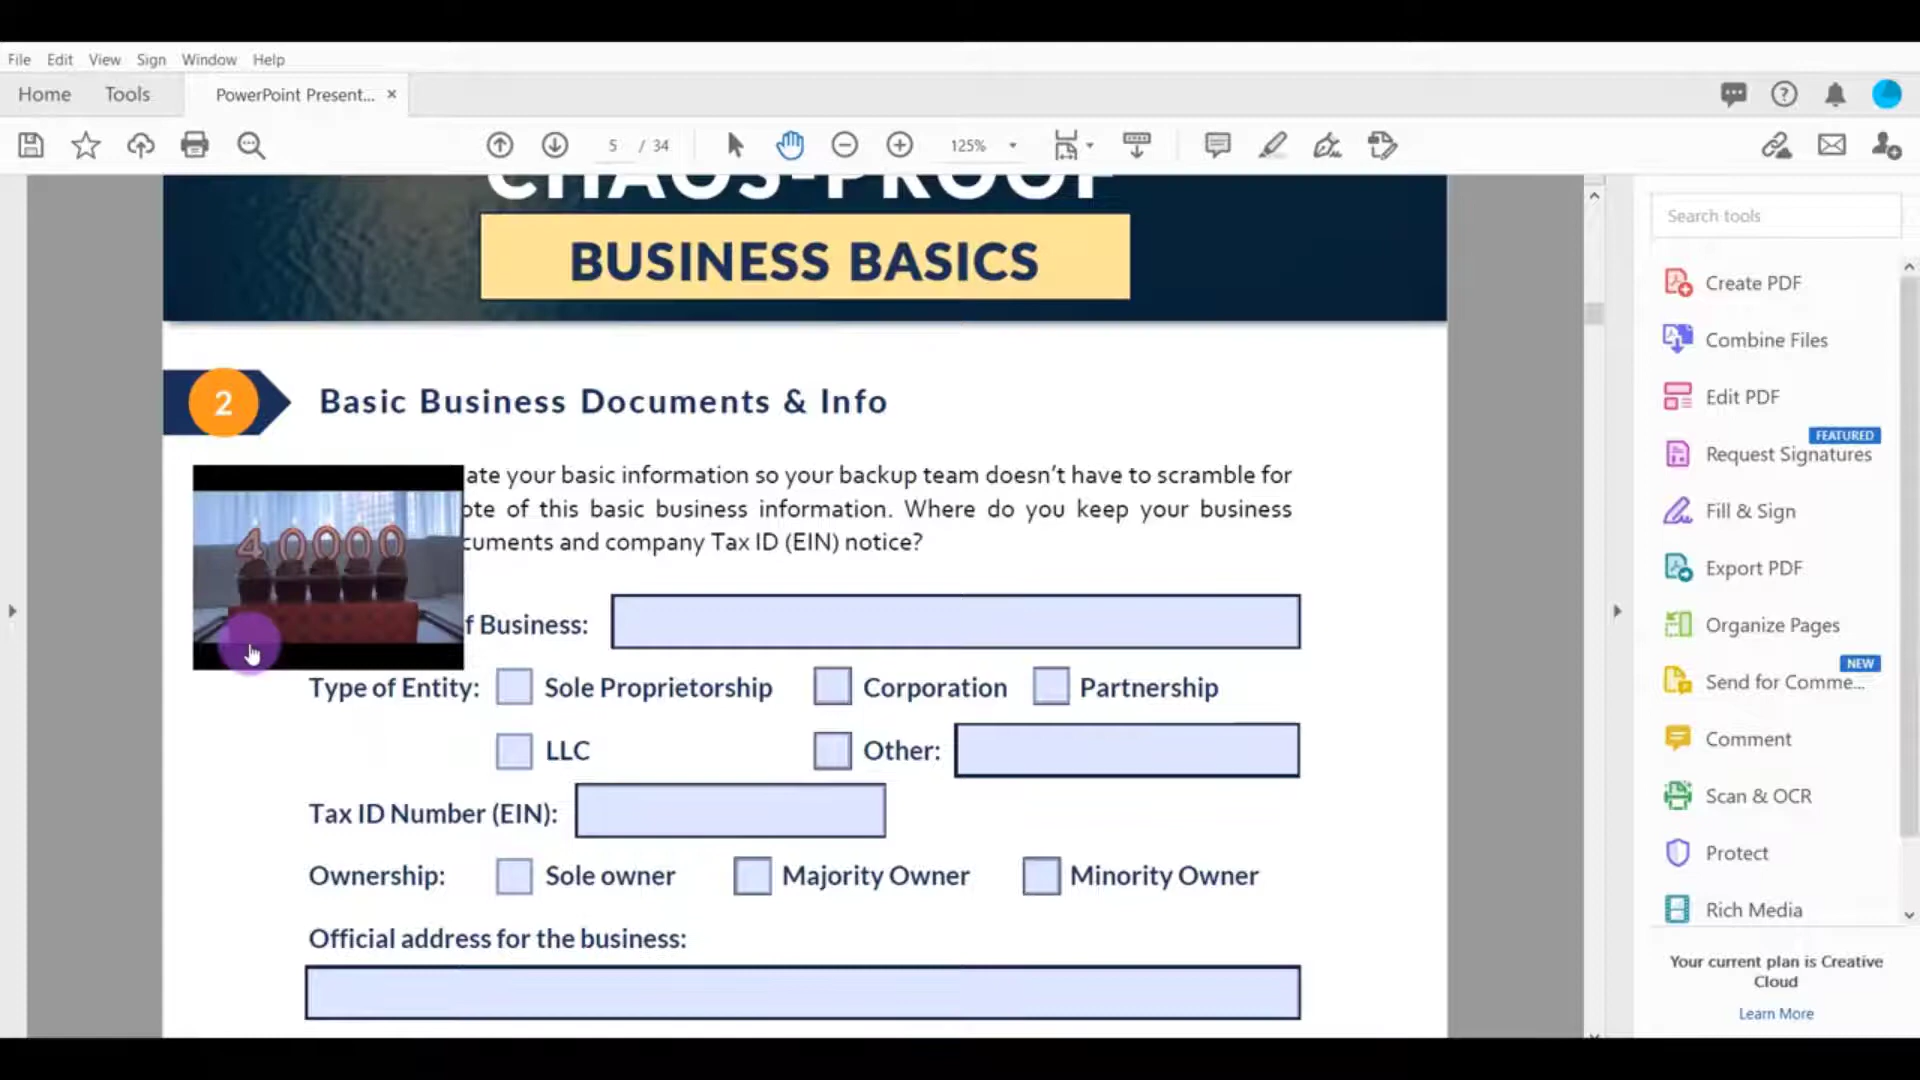 File Edit View Sign Window Help
Home Tools PowerPoint Present... ×
5 / 34 125%
CHAOS-PROOF
BUSINESS BASICS
2 Basic Business Documents & Info
ate your basic information so your backup team doesn't have to scramble for
ote of this basic business information. Where do you keep your business
cuments and company Tax ID (EIN) notice?
40000
f Business:
Type of Entity: Sole Proprietorship Corporation Partnership
LLC Other:
Tax ID Number (EIN):
Ownership: Sole owner Majority Owner Minority Owner
Official address for the business:
Search tools
Create PDF
Combine Files
Edit PDF
FEATURED
Request Signatures
Fill & Sign
Export PDF
Organize Pages
NEW
Send for Comme...
Comment
Scan & OCR
Protect
Rich Media
Your current plan is Creative
Cloud
Learn More